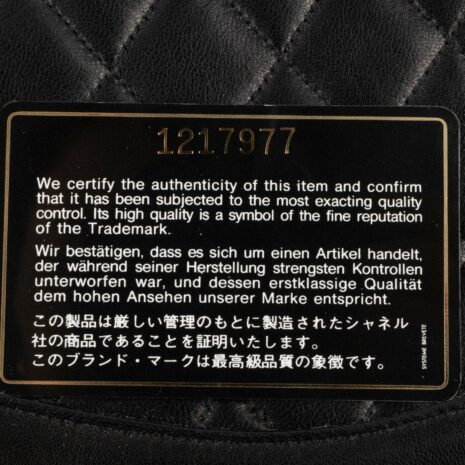 1217977
We certify the authenticity of this item and confirm
that it has been subjected to the most exacting quality
control. Its high quality is a symbol of the fine reputation
of the Trademark.
Wir bestätigen, dass es sich um einen Artikel handelt,
der während seiner Herstellung strengsten Kontrollen
unterworfen war, und dessen erstklassige Qualität
dem hohen Ansehen unserer Marke entspricht.
この製品は厳しい管理のもとに製造されたシャネル
社の商品であることを証明いたします。
このブランド・マークは最高級品質の象徴です。
SYSTEME BREVETE